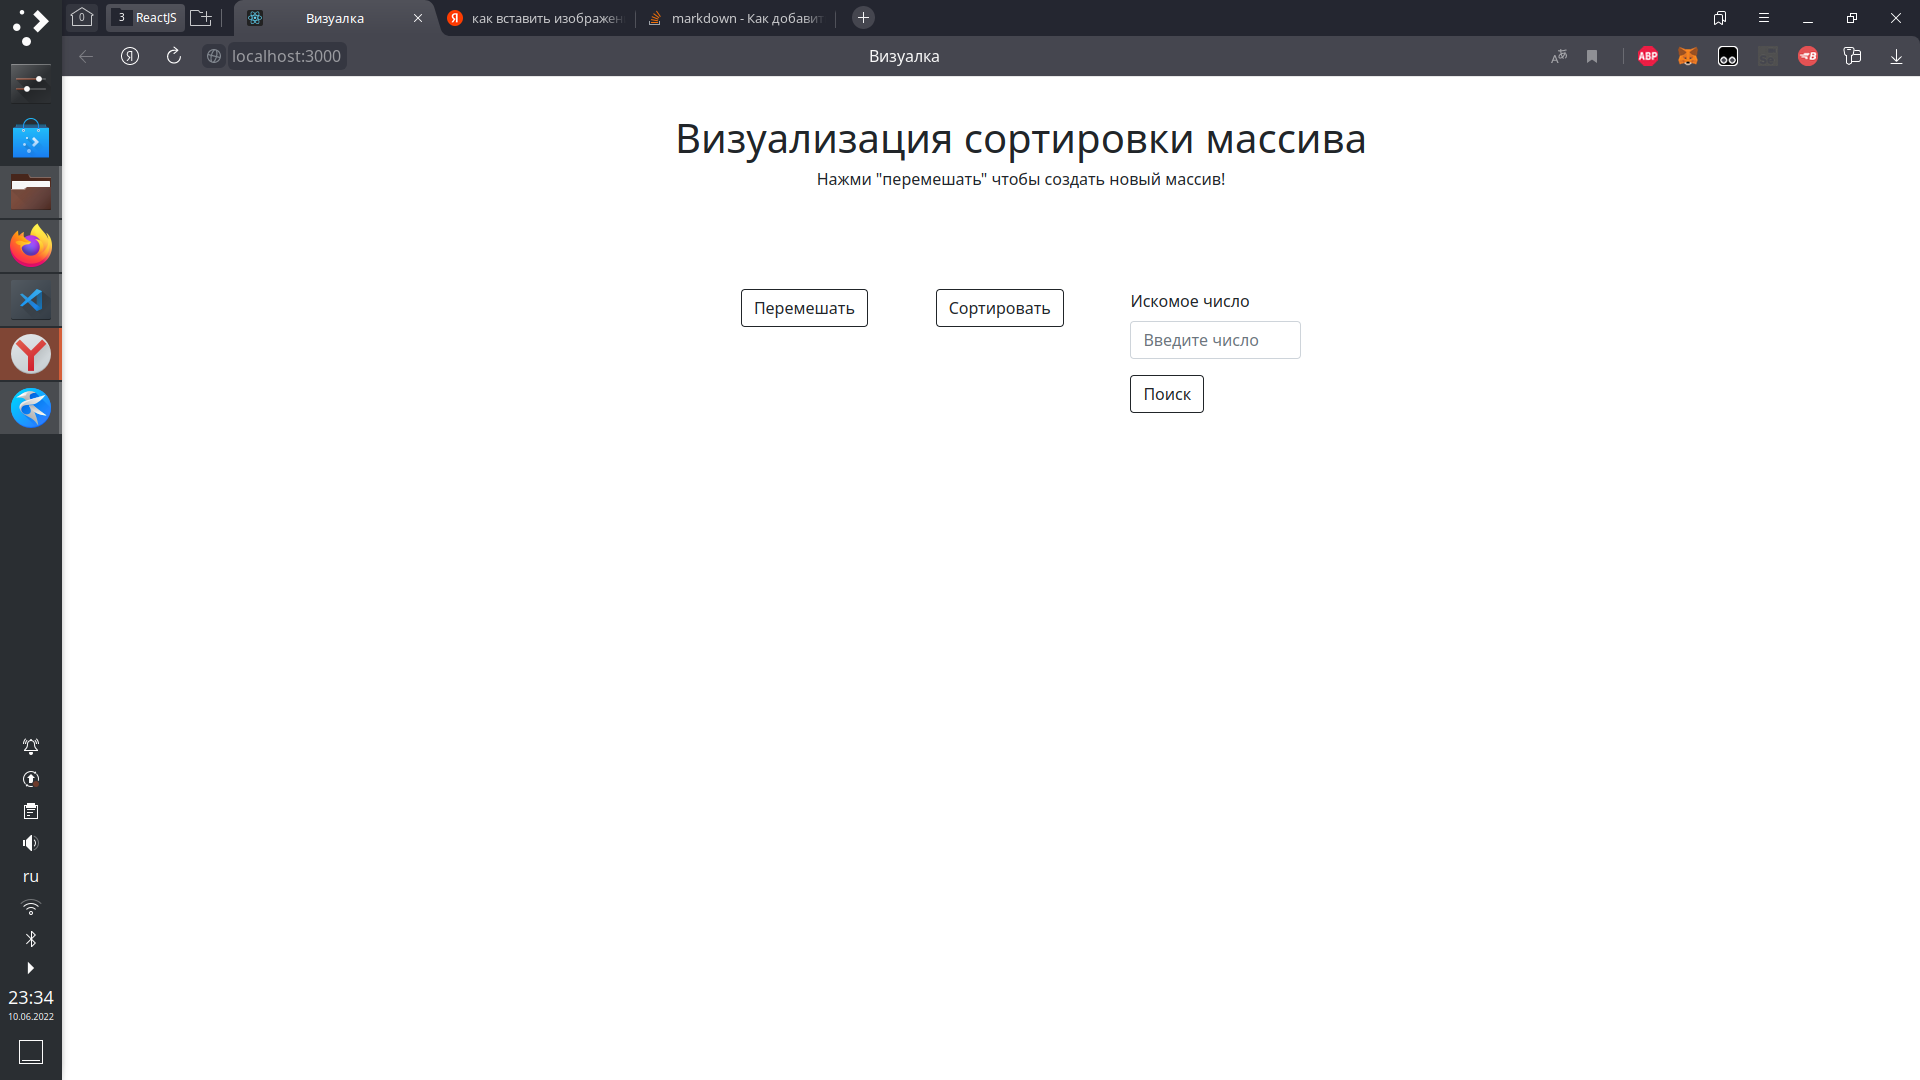 0
3 ReactJS
Визуалка
как вставить изображен
markdown - Как добавит
localhost:3000
Визуалка
ABP
Визуализация сортировки массива
Нажми "перемешать" чтобы создать новый массив!
Перемешать
Сортировать
Искомое число
Введите число
Поиск
ru
23:34
10.06.2022